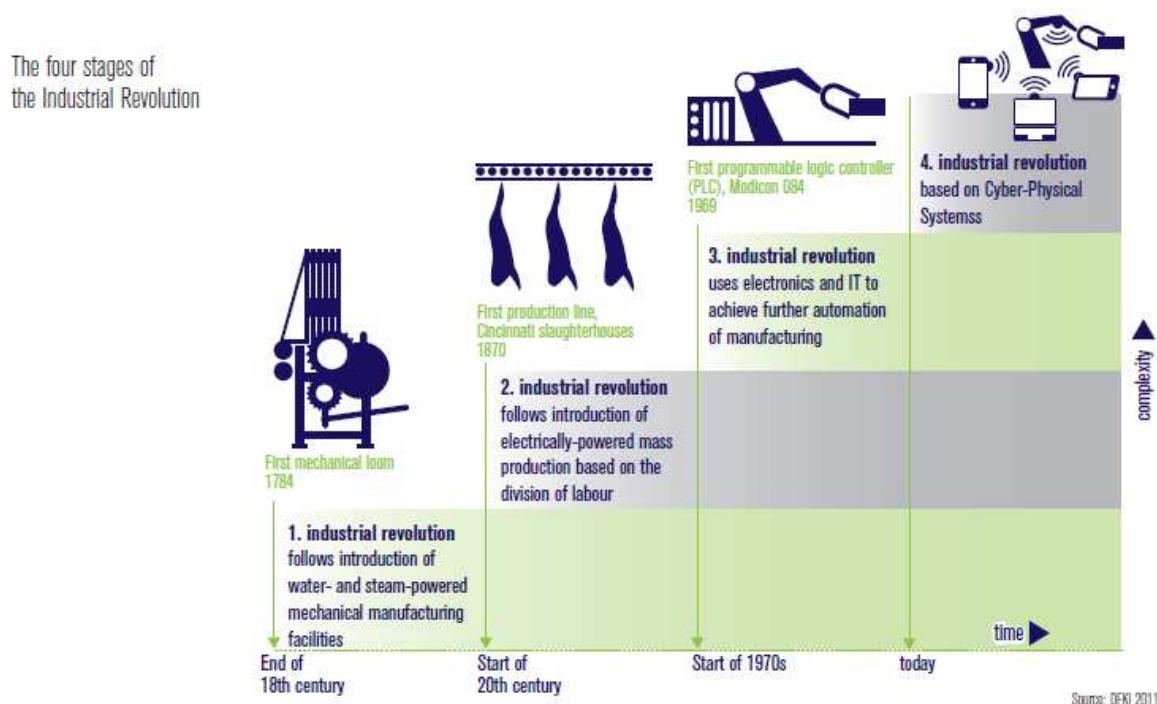 The four stages of
the Industrial Revolution
First mechanical loom
1784
1. industrial revolution
follows introduction of
water- and steam-powered
mechanical manufacturing
facilities
End of
18th century
First production line,
Cincinnati slaughterhouses
1870
2. industrial revolution
follows introduction of
electrically-powered mass
production based on the
division of labour
Start of
20th century
First programmable logic controller
(PLC), Modicon 084
1969
3. industrial revolution
uses electronics and IT to
achieve further automation
of manufacturing
Start of 1970s
4. industrial revolution
based on Cyber-Physical
Systemss
today
complexity
time
Source: DFKI 2011